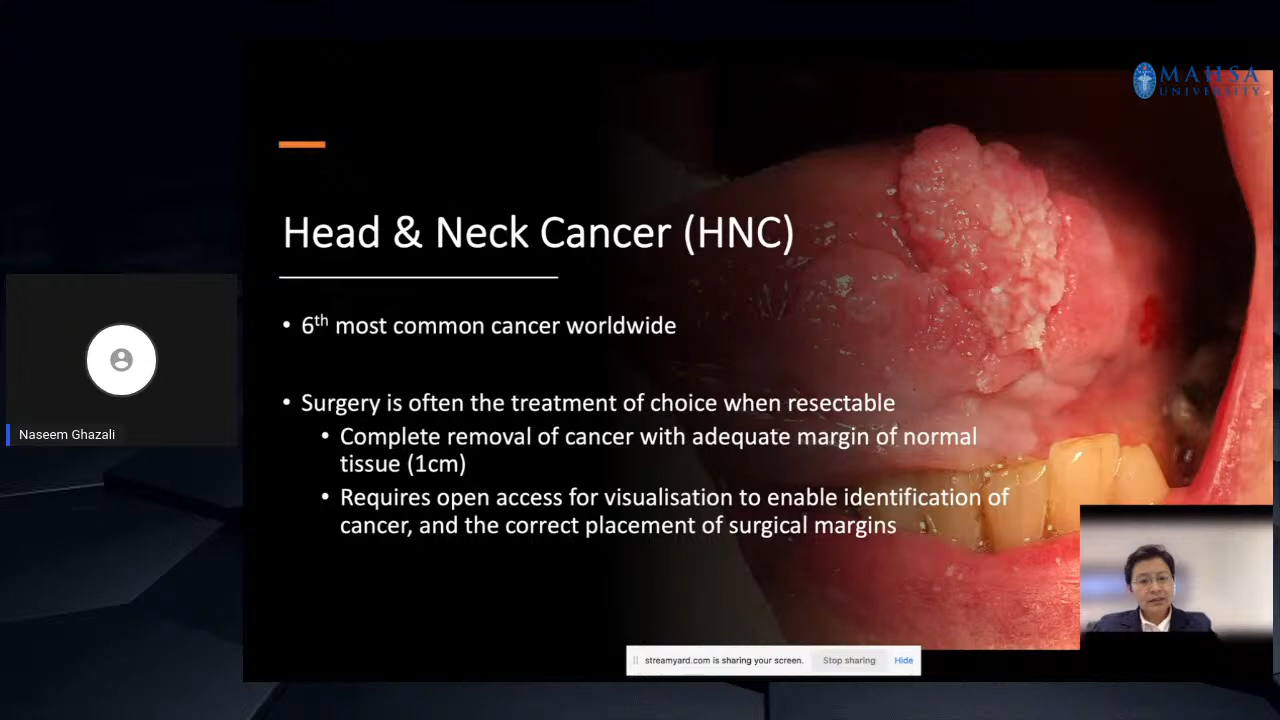 MAHSA
UNIVERSITY
Head & Neck Cancer (HNC)
• 6th most common cancer worldwide
• Surgery is often the treatment of choice when resectable
• Complete removal of cancer with adequate margin of normal
tissue (1cm)
• Requires open access for visualisation to enable identification of
cancer, and the correct placement of surgical margins
Naseem Ghazali
streamyard.com is sharing your screen. Stop sharing Hide